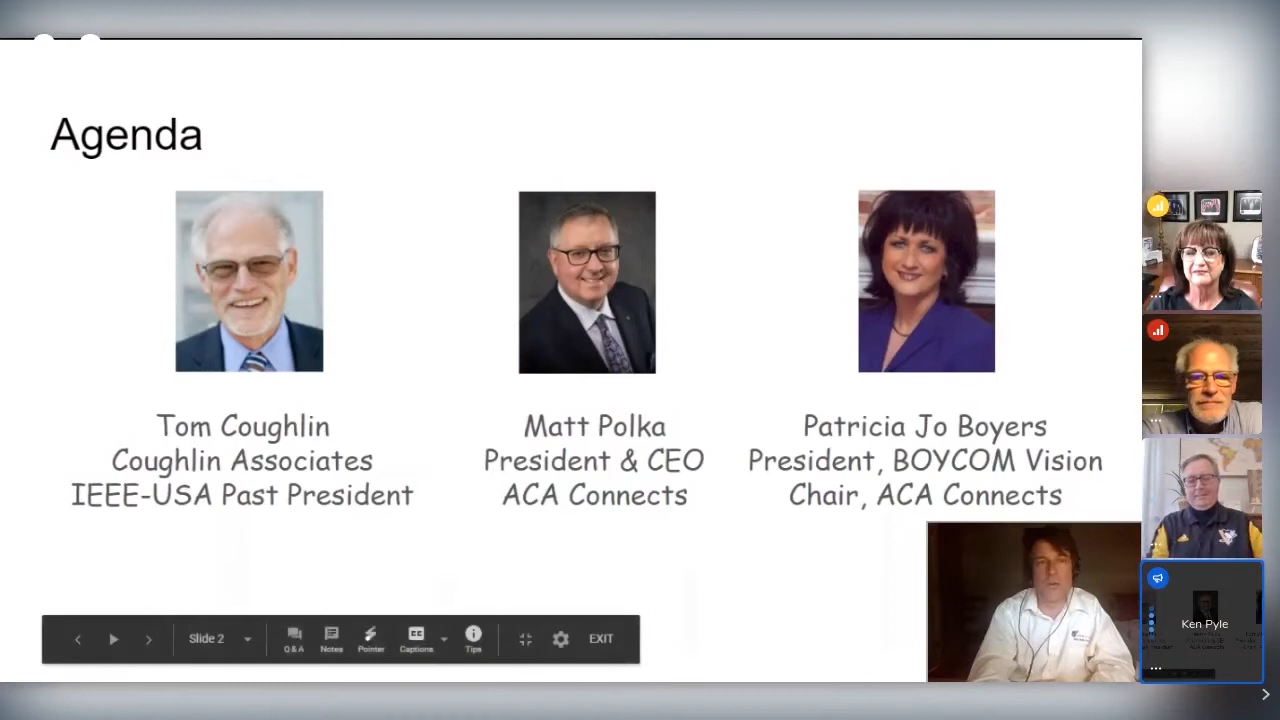 Agenda
Tom Coughlin
Coughlin Associates
IEEE-USA Past President
Matt Polka
President & CEO
ACA Connects
Patricia Jo Boyers
President, BOYCOM Vision
Chair, ACA Connects
Slide 2
Q & A
Notes
Pointer
CC
Captions
Tips
EXIT
Ken Pyle